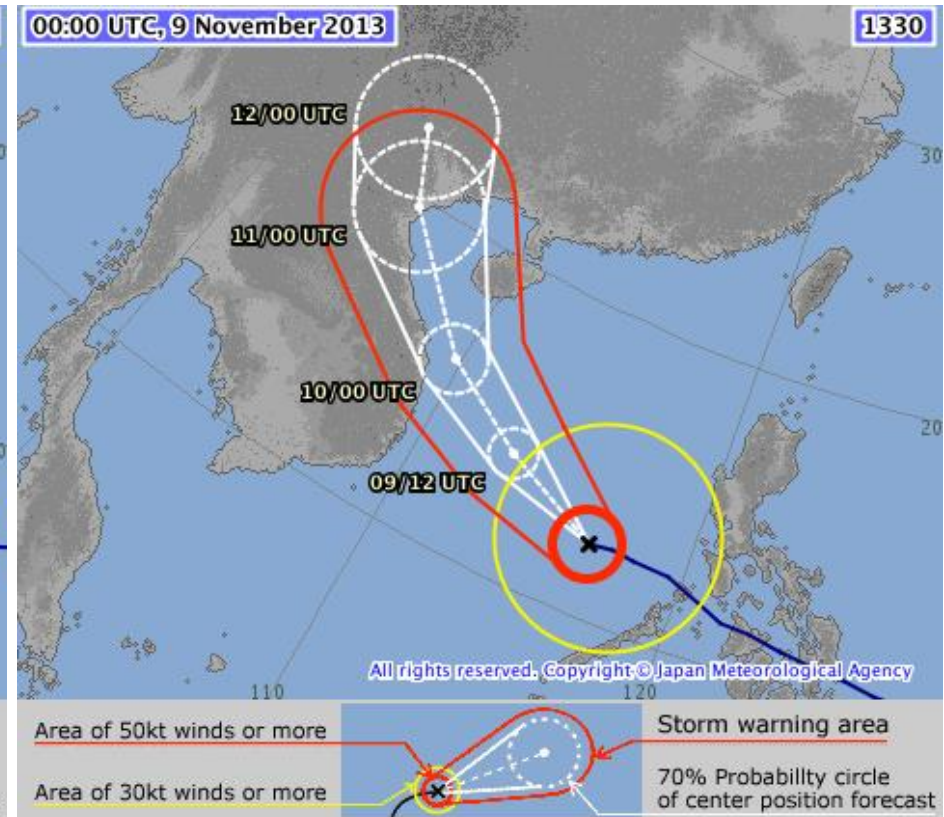 00:00 UTC, 9 November 2013
1330
12/00 UTC
30
11/00 UTC
10/00 UTC
20
09/12 UTC
0
0
All rights reserved. Copyright © Japan Meteorological Agency
110
120
Area of 50kt winds or more
Storm warning area
Area of 30kt winds or more
70% Probabillty circle
of center position forecast